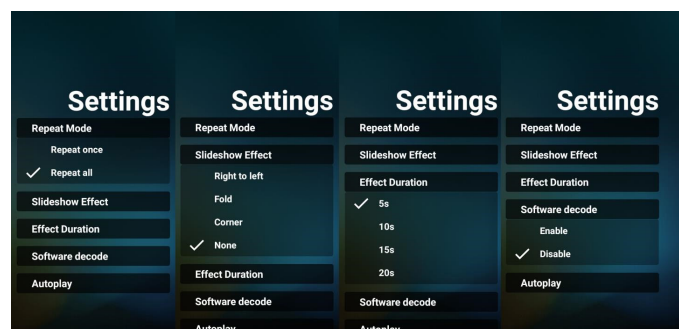 Settings
Repeat Mode
Repeat once
Repeat all
Slideshow Effect
Effect Duration
Software decode
Autoplay
Settings
Repeat Mode
Slideshow Effect
Right to left
Fold
Corner
None
Effect Duration
Software decode
Autoplay
Settings
Repeat Mode
Slideshow Effect
Effect Duration
5s
10s
15s
20s
Software decode
Autoplay
Settings
Repeat Mode
Slideshow Effect
Effect Duration
Software decode
Enable
Disable
Autoplay